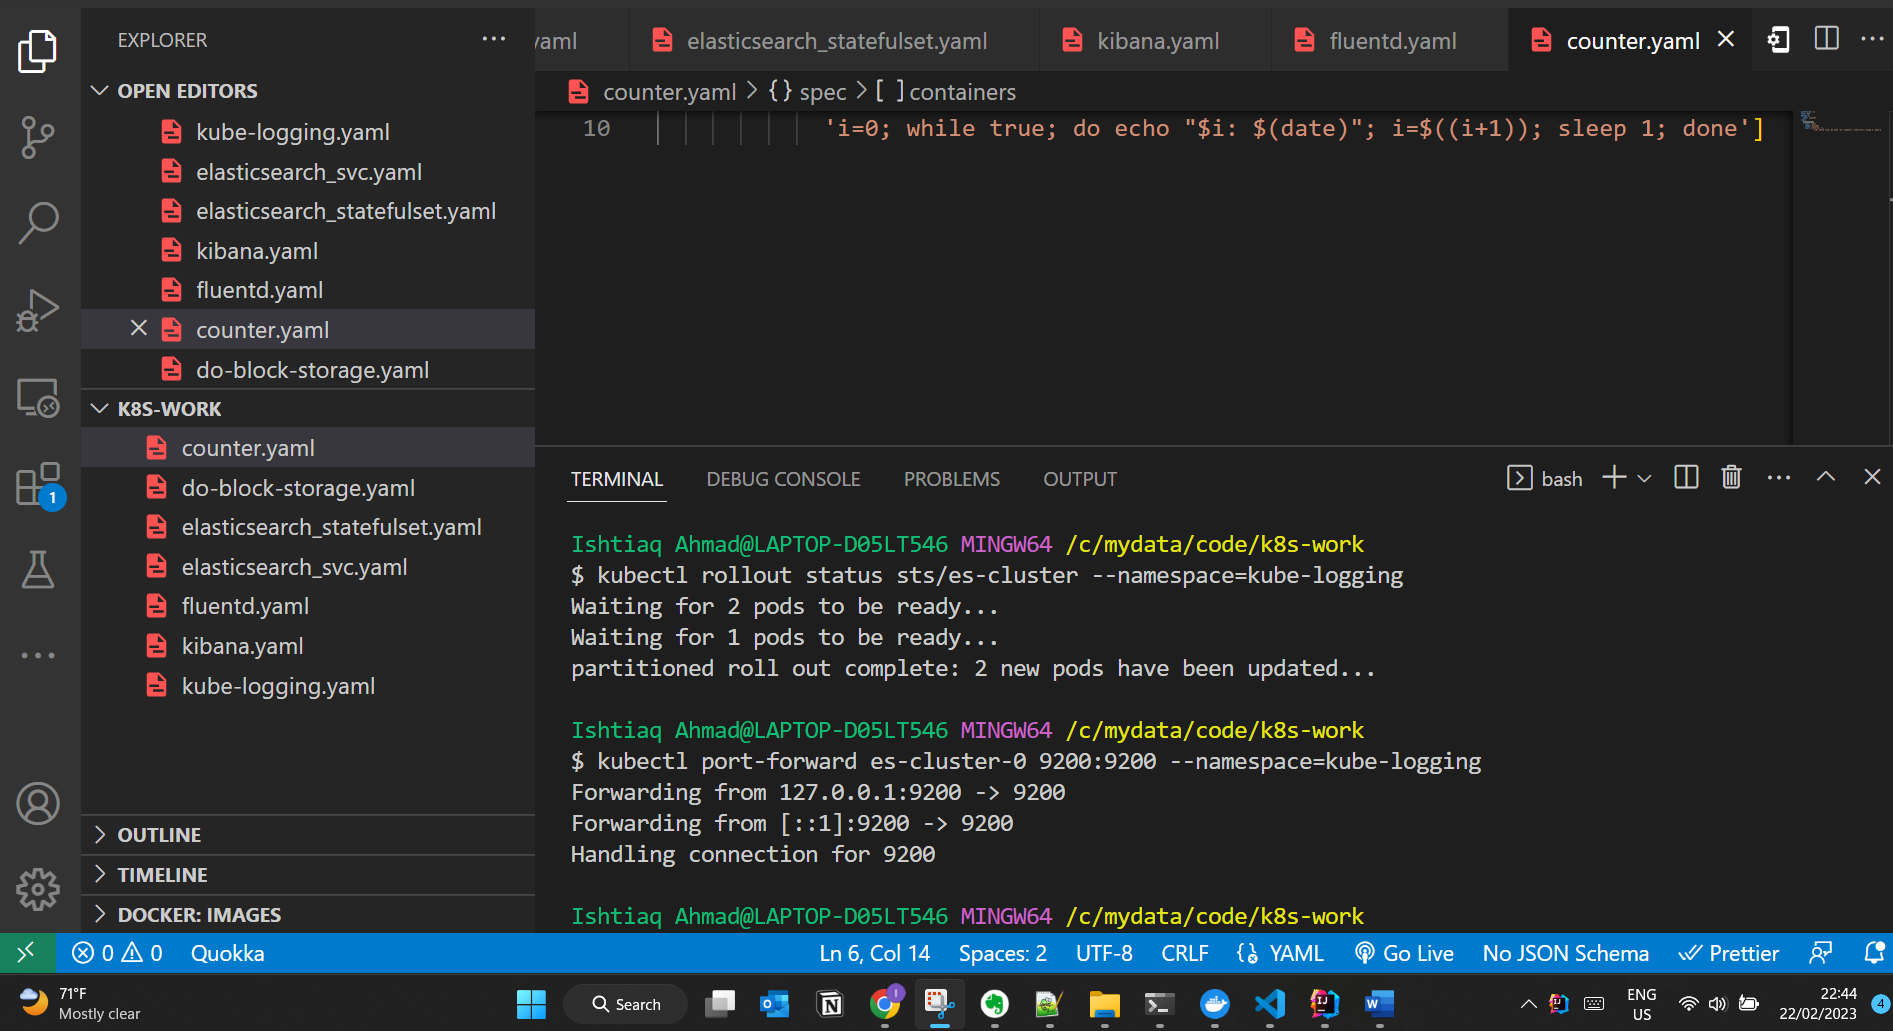 EXPLORER
OPEN EDITORS
kube-logging.yaml
elasticsearch_svc.yaml
elasticsearch_statefulset.yaml
kibana.yaml
fluentd.yaml
counter.yaml
do-block-storage.yaml
K8S-WORK
counter.yaml
do-block-storage.yaml
elasticsearch_statefulset.yaml
elasticsearch_svc.yaml
fluentd.yaml
kibana.yaml
kube-logging.yaml
OUTLINE
TIMELINE
DOCKER: IMAGES
1
yaml elasticsearch_statefulset.yaml kibana.yaml fluentd.yaml counter.yaml
counter.yaml > {} spec > [ ] containers
10 'i=0; while true; do echo "$i: $(date)"; i=$((i+1)); sleep 1; done']
TERMINAL DEBUG CONSOLE PROBLEMS OUTPUT bash
Ishtiaq Ahmad@LAPTOP-D05LT546 MINGW64 /c/mydata/code/k8s-work
$ kubectl rollout status sts/es-cluster --namespace=kube-logging
Waiting for 2 pods to be ready...
Waiting for 1 pods to be ready...
partitioned roll out complete: 2 new pods have been updated...
Ishtiaq Ahmad@LAPTOP-D05LT546 MINGW64 /c/mydata/code/k8s-work
$ kubectl port-forward es-cluster-0 9200:9200 --namespace=kube-logging
Forwarding from 127.0.0.1:9200 -> 9200
Forwarding from [::1]:9200 -> 9200
Handling connection for 9200
Ishtiaq Ahmad@LAPTOP-D05LT546 MINGW64 /c/mydata/code/k8s-work
0 0 Quokka Ln 6, Col 14 Spaces: 2 UTF-8 CRLF YAML Go Live No JSON Schema Prettier
71°F
Mostly clear
Search
ENG
US
22:44
22/02/2023
4